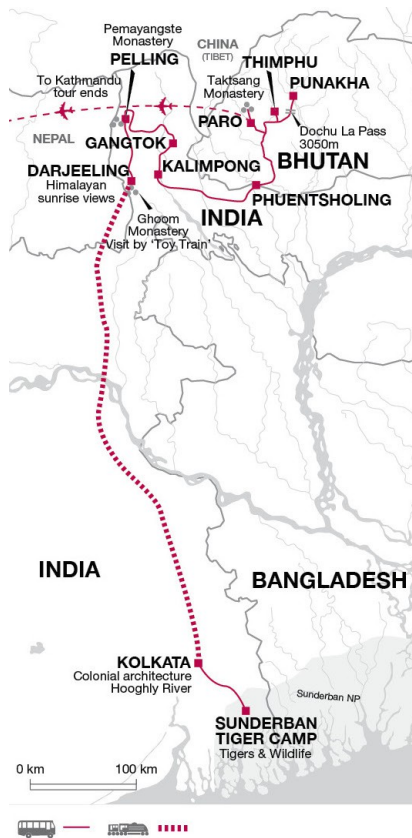 Pemayangste
Monastery
PELLING
CHINA
(TIBET)
THIMPHU
PUNAKHA
To Kathmandu
tour ends
Taktsang
Monastery
NEPAL
PARO
Dochu La Pass
3050m
GANGTOK
BHUTAN
DARJEELING
KALIMPONG
Himalayan
sunrise views
PHUENTSHOLING
INDIA
Ghoom
Monastery
Visit by 'Toy Train'
INDIA
BANGLADESH
KOLKATA
Colonial architecture
Hooghly River
Sunderban NP
SUNDERBAN
TIGER CAMP
Tigers & Wildlife
0 km 100 km